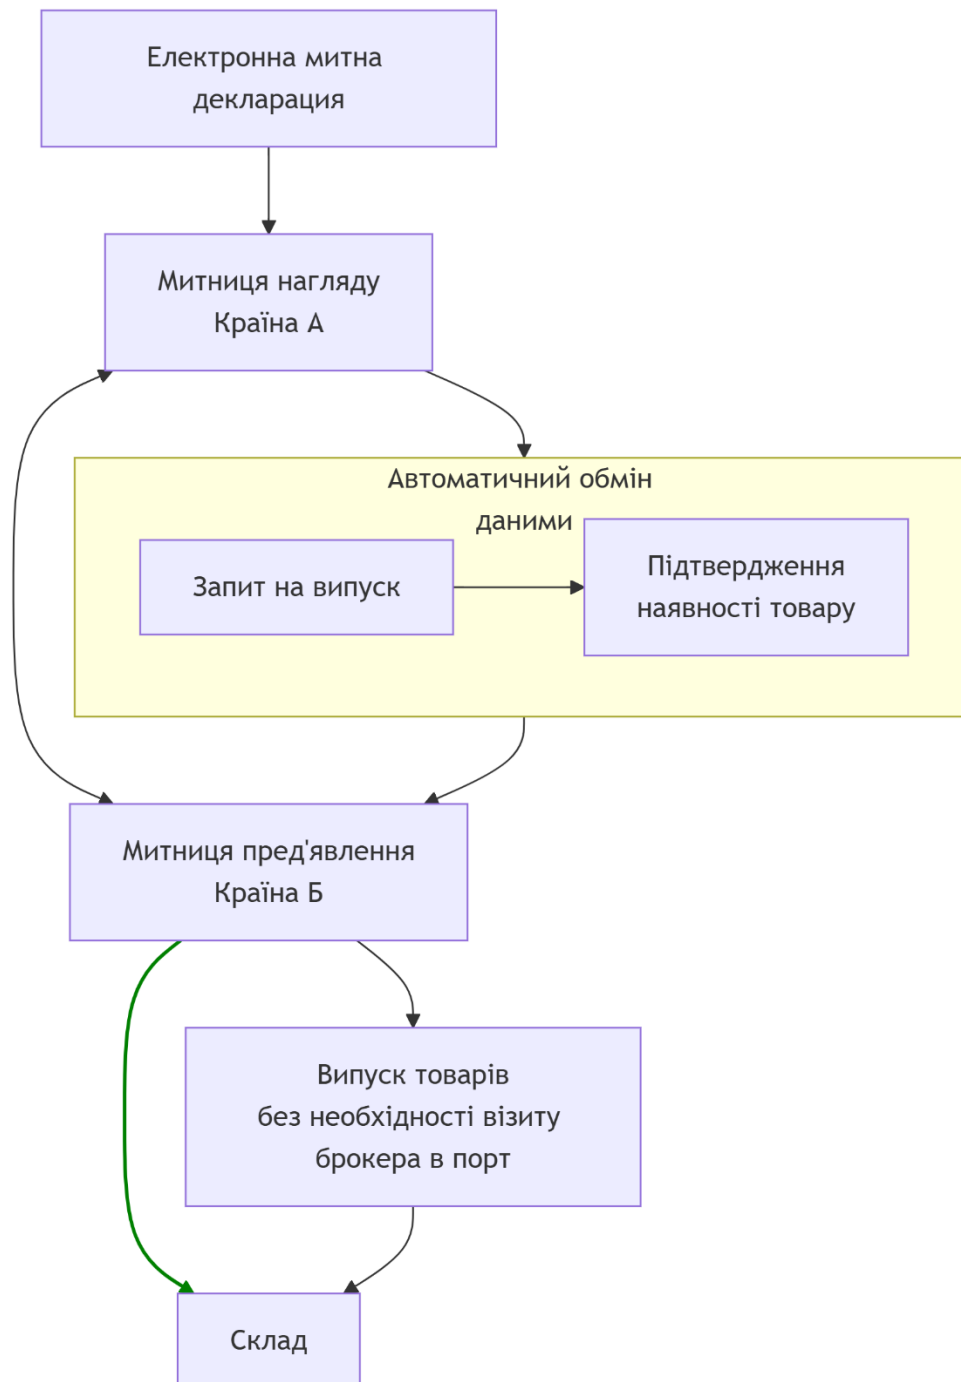 Електронна митна
декларация
Митниця нагляду
Країна А
Автоматичний обмін
даними
Запит на випуск
Підтвердження
наявності товару
Митниця пред'явлення
Країна Б
Випуск товарів
без необхідності візиту
брокера в порт
Склад